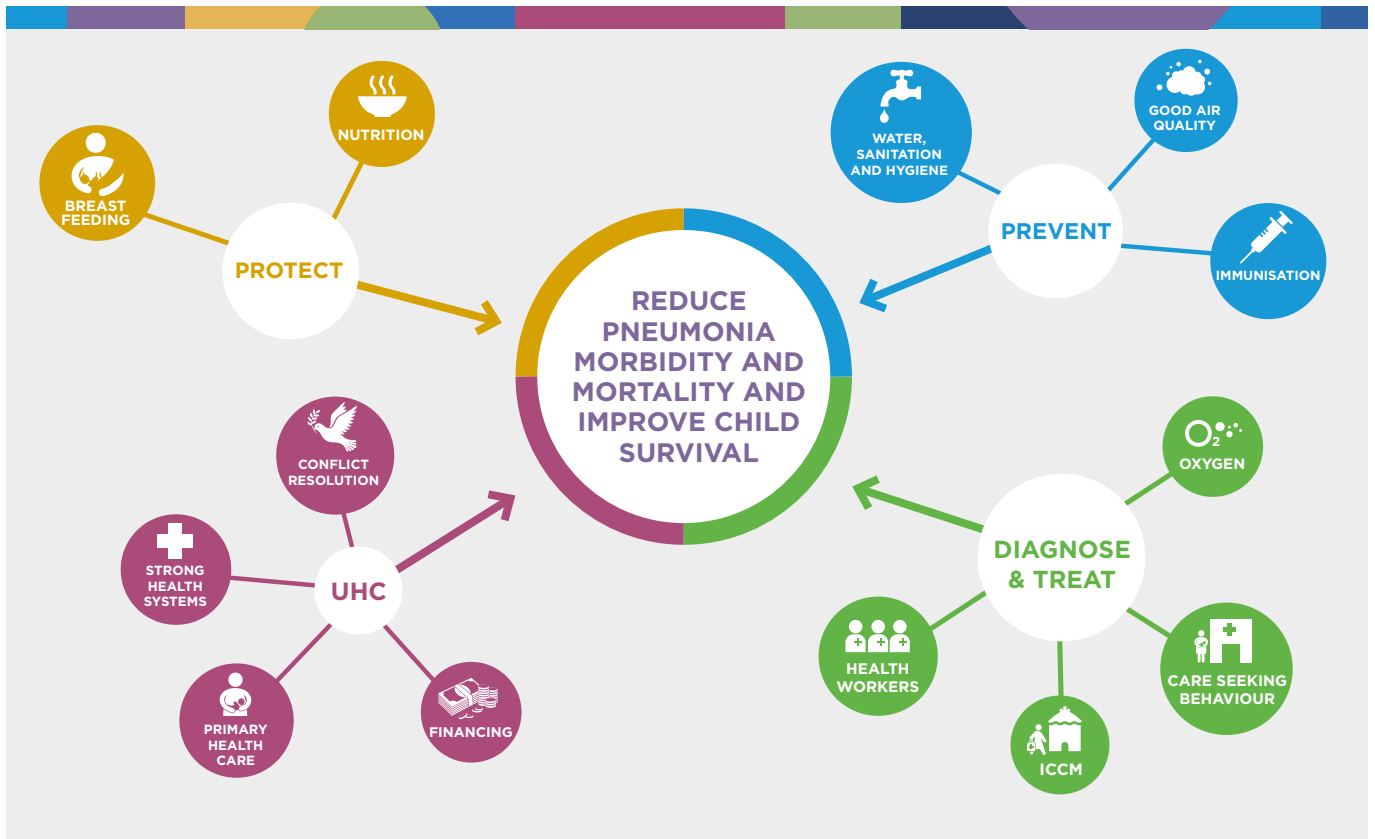 NUTRITION
BREAST
FEEDING
PROTECT
WATER,
SANITATION
AND HYGIENE
GOOD AIR
QUALITY
PREVENT
IMMUNISATION
REDUCE
PNEUMONIA
MORBIDITY AND
MORTALITY AND
IMPROVE CHILD
SURVIVAL
CONFLICT
RESOLUTION
STRONG
HEALTH
SYSTEMS
UHC
PRIMARY
HEALTH
CARE
FINANCING
O2
OXYGEN
DIAGNOSE
& TREAT
HEALTH
WORKERS
CARE SEEKING
BEHAVIOUR
ICCM